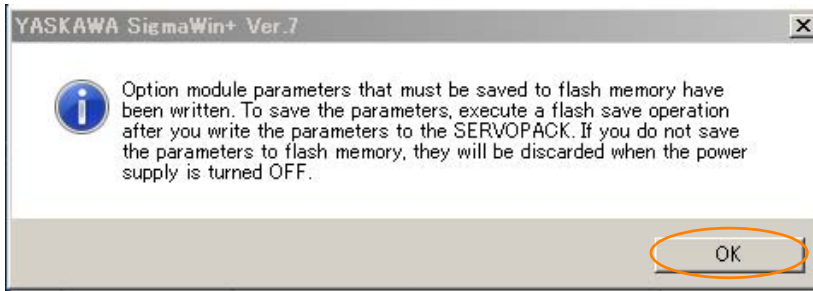 YASKAWA SigmaWin+ Ver.7
Option module parameters that must be saved to flash memory have
been written. To save the parameters, execute a flash save operation
after you write the parameters to the SERVOPACK. If you do not save
the parameters to flash memory, they will be discarded when the power
supply is turned OFF.
OK